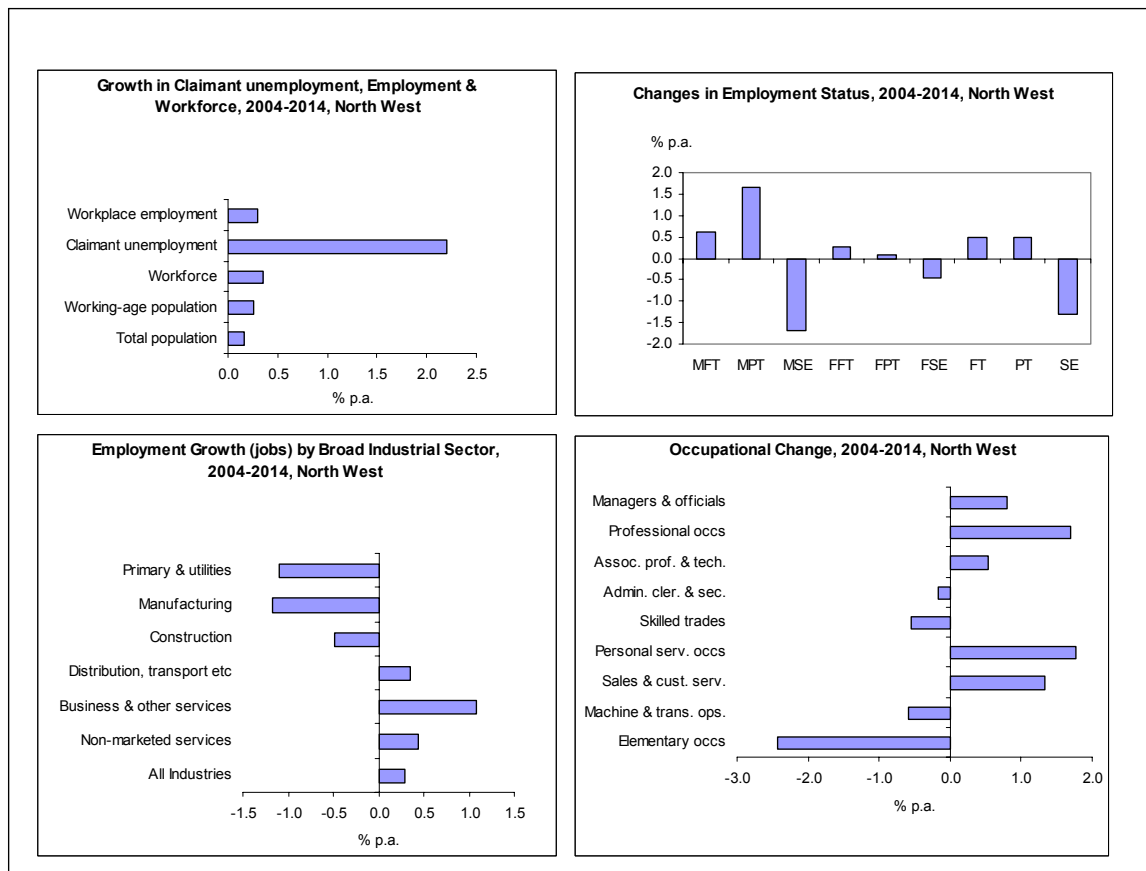 Growth in Claimant unemployment, Employment &
Workforce, 2004-2014, North West
Workplace employment
Claimant unemployment
Workforce
Working-age population
Total population
0.0 0.5 1.0 1.5 2.0 2.5
% p.a.
Changes in Employment Status, 2004-2014, North West
% p.a.
2.0
1.5
1.0
0.5
0.0
-0.5
-1.0
-1.5
-2.0
MFT MPT MSE FFT FPT FSE FT PT SE
Employment Growth (jobs) by Broad Industrial Sector,
2004-2014, North West
Primary & utilities
Manufacturing
Construction
Distribution, transport etc
Business & other services
Non-marketed services
All Industries
-1.5 -1.0 -0.5 0.0 0.5 1.0 1.5
% p.a.
Occupational Change, 2004-2014, North West
Managers & officials
Professional occs
Assoc. prof. & tech.
Admin. cler. & sec.
Skilled trades
Personal serv. occs
Sales & cust. serv.
Machine & trans. ops.
Elementary occs
-3.0 -2.0 -1.0 0.0 1.0 2.0
% p.a.